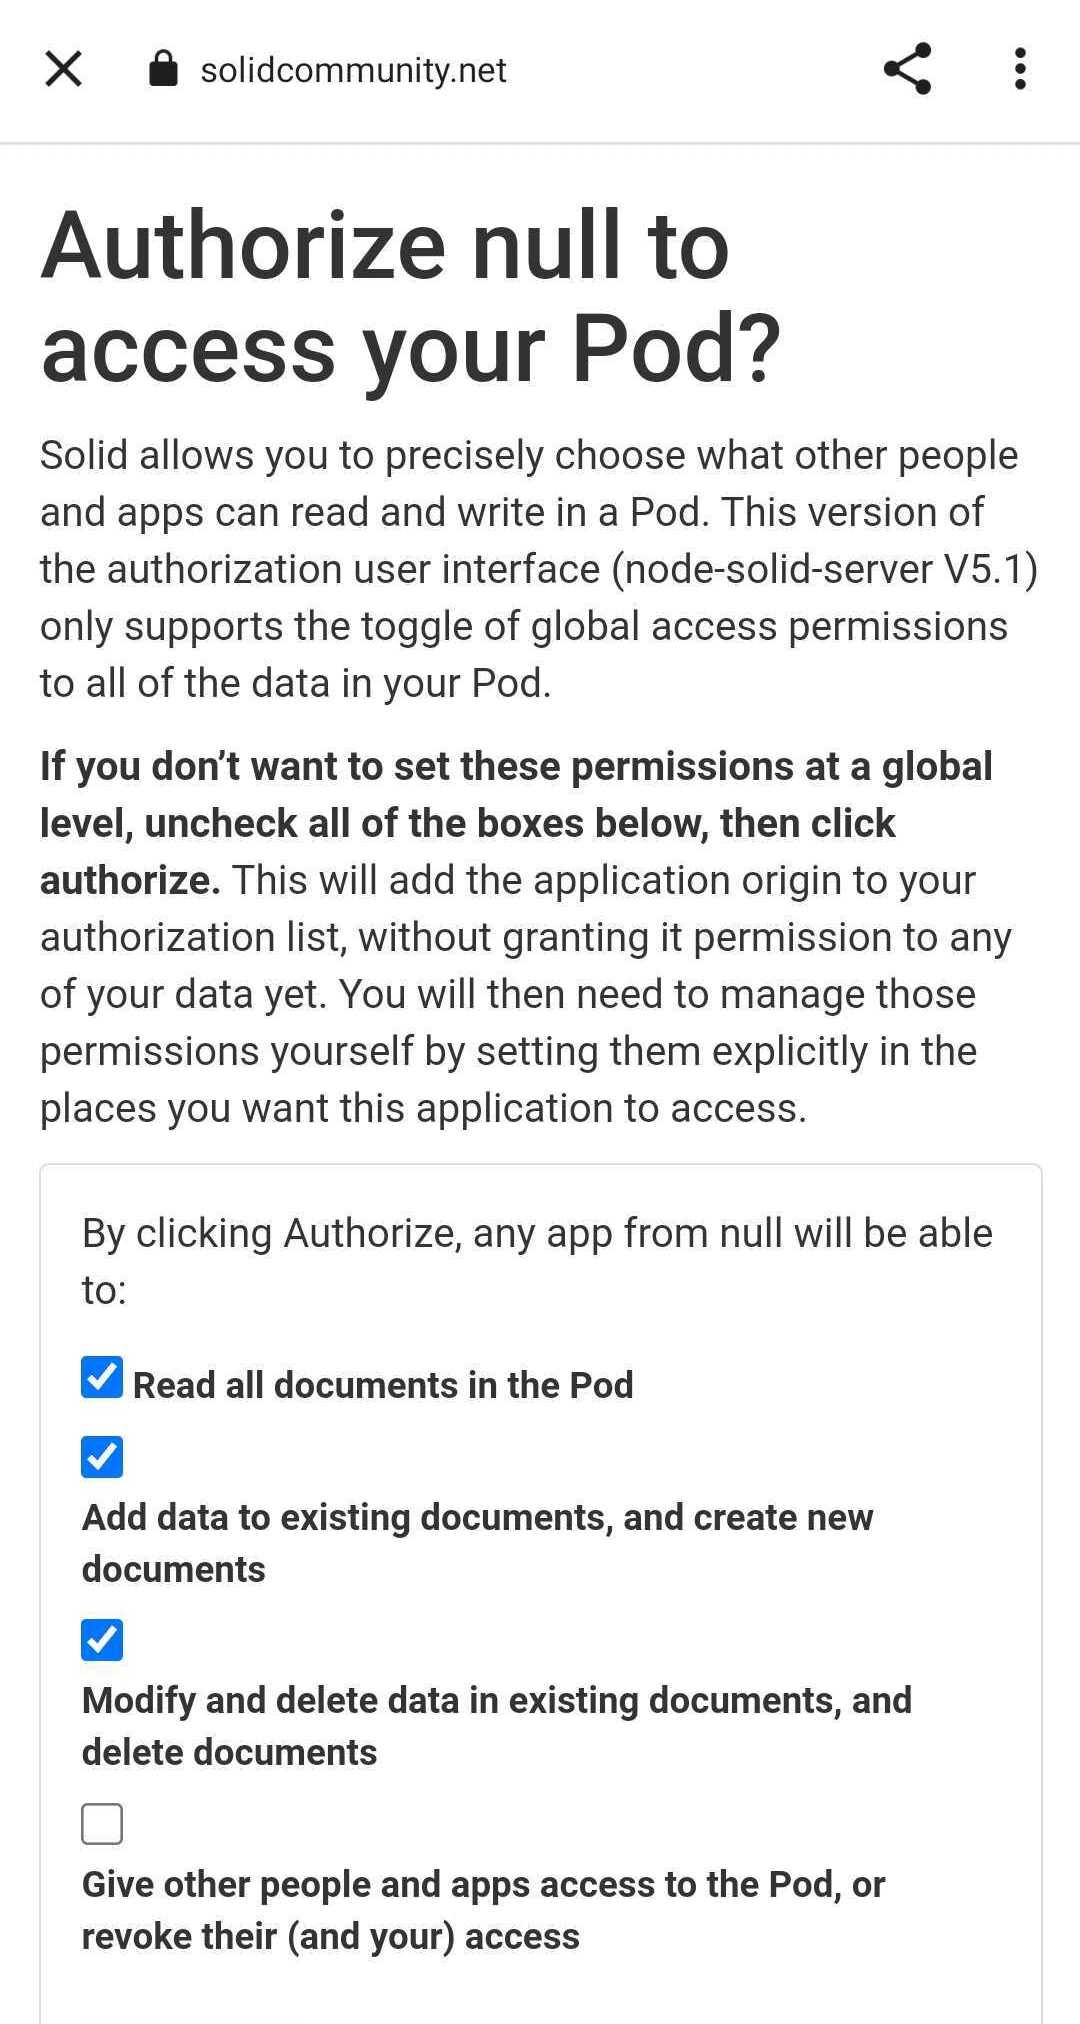 solidcommunity.net
Authorize null to
access your Pod?
Solid allows you to precisely choose what other people
and apps can read and write in a Pod. This version of
the authorization user interface (node-solid-server V5.1)
only supports the toggle of global access permissions
to all of the data in your Pod.
If you don’t want to set these permissions at a global
level, uncheck all of the boxes below, then click
authorize. This will add the application origin to your
authorization list, without granting it permission to any
of your data yet. You will then need to manage those
permissions yourself by setting them explicitly in the
places you want this application to access.
By clicking Authorize, any app from null will be able
to:
Read all documents in the Pod
Add data to existing documents, and create new
documents
Modify and delete data in existing documents, and
delete documents
Give other people and apps access to the Pod, or
revoke their (and your) access